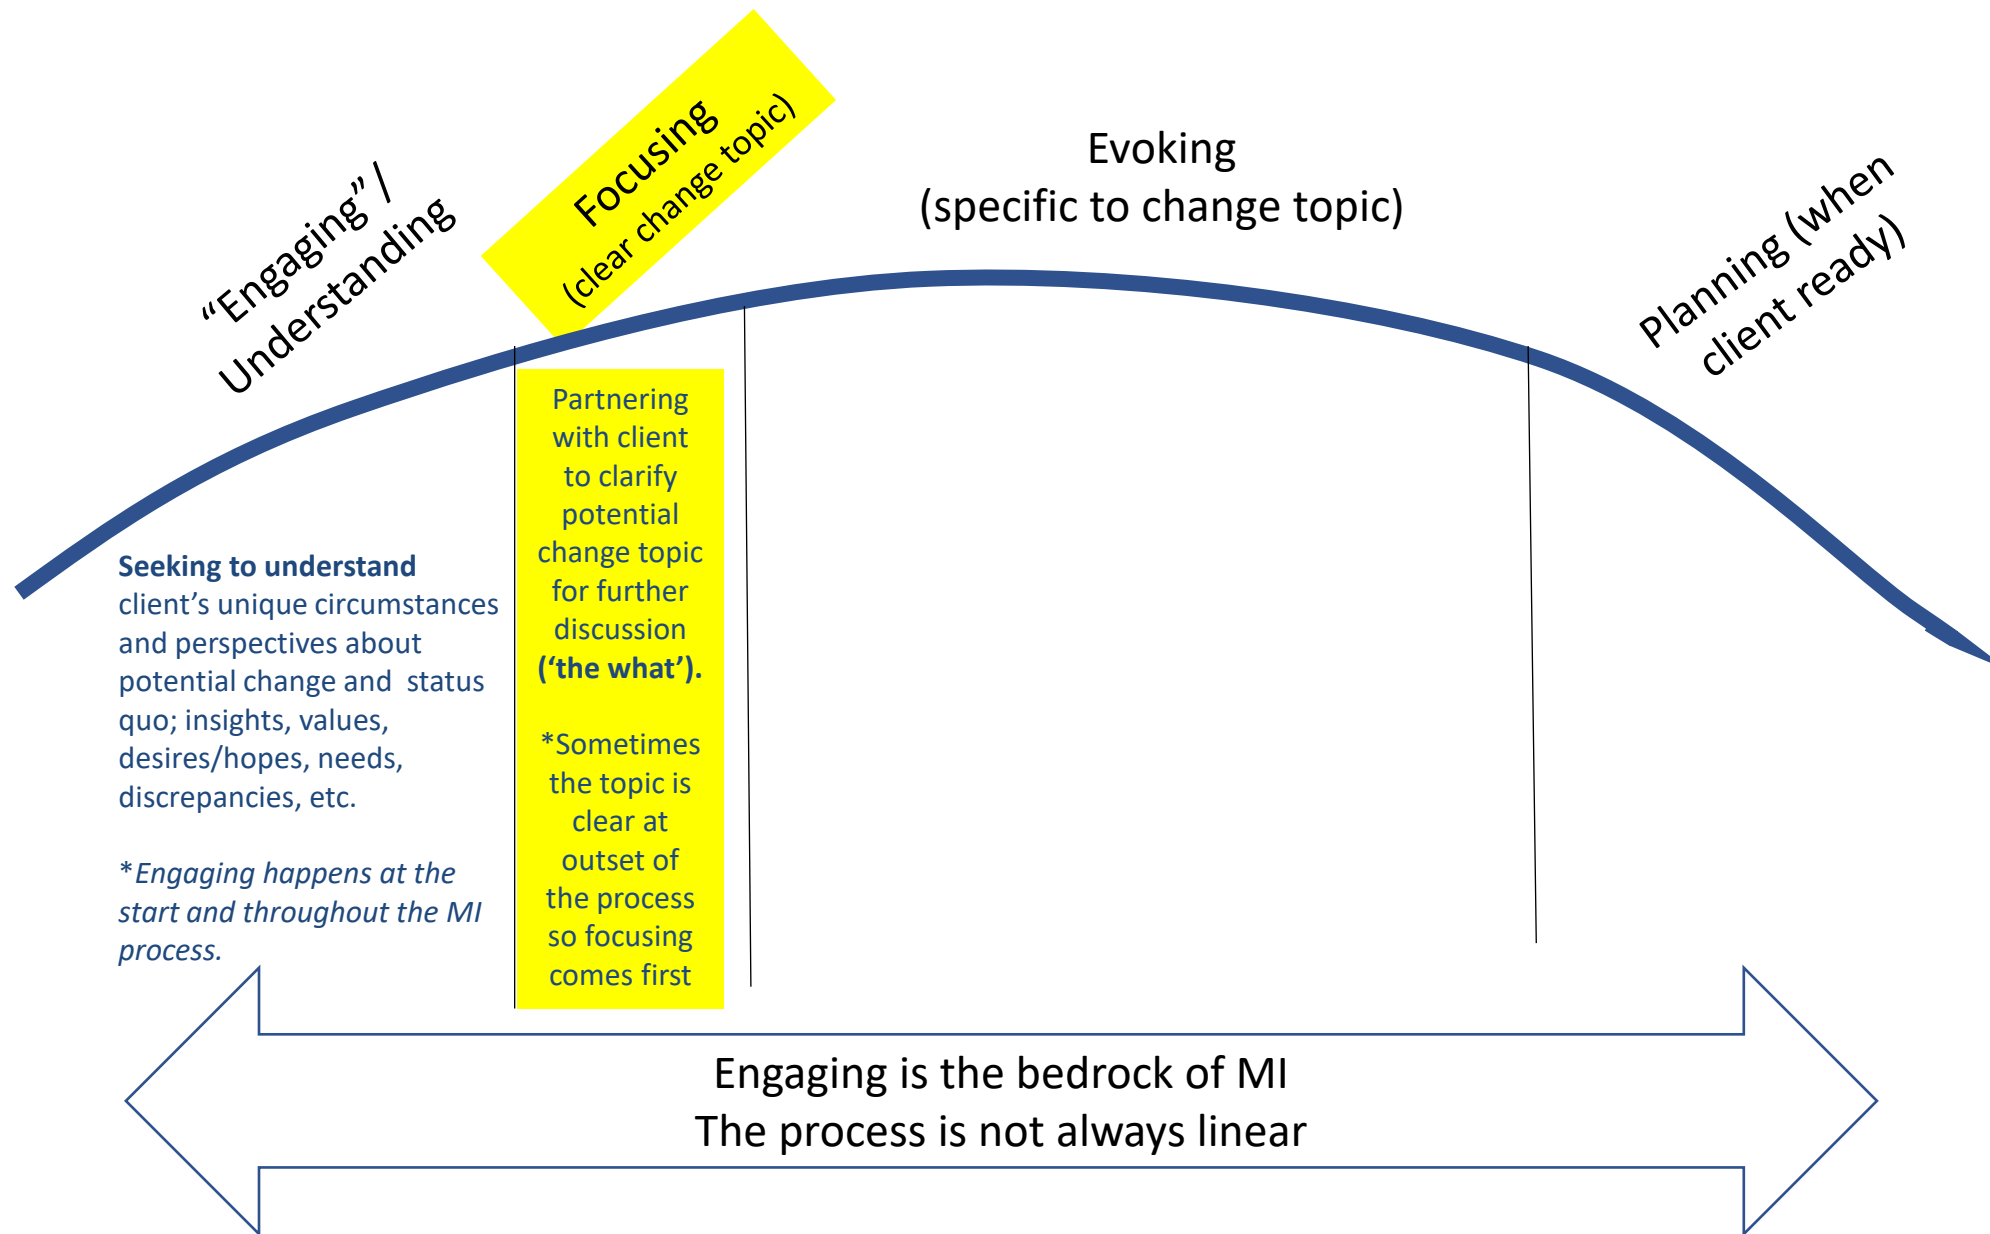 “Engaging” /
Understanding
Focusing
(clear change topic)
Evoking
(specific to change topic)
Planning (when
client ready)
Seeking to understand
client’s unique circumstances
and perspectives about
potential change and  status
quo; insights, values,
desires/hopes, needs,
discrepancies, etc.
*Engaging happens at the
start and throughout the MI
process.
Partnering
with client
to clarify
potential
change topic
for further
discussion
(‘the what’).
*Sometimes
the topic is
clear at
outset of
the process
so focusing
comes first
Engaging is the bedrock of MI
The process is not always linear